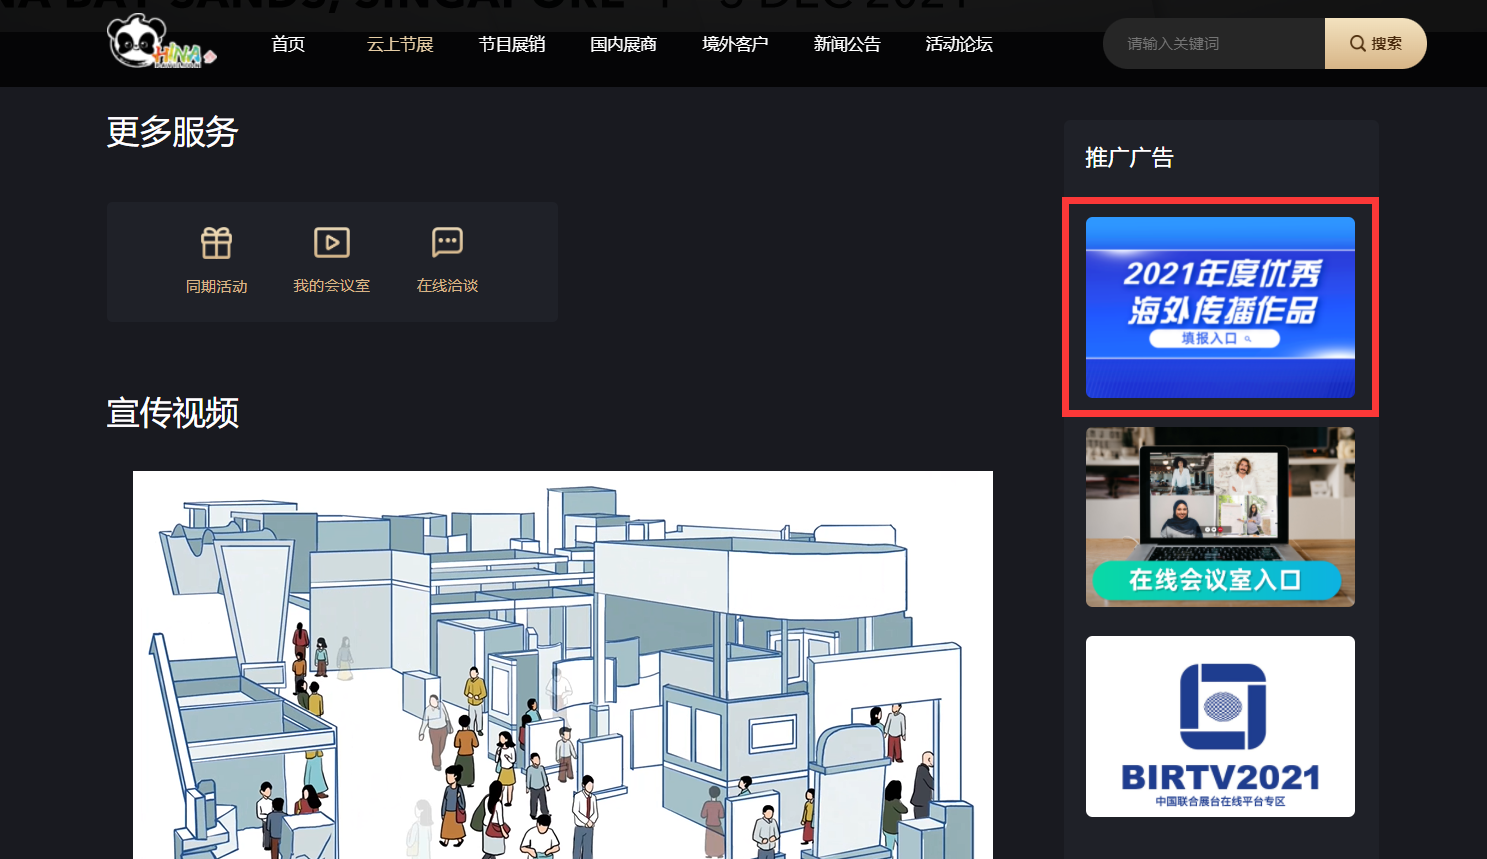 首页
云上节展
节目展销
国内展商
境外客户
新闻公告
活动论坛
请输入关键词
搜索
更多服务
同期活动
我的会议室
在线洽谈
宣传视频
推广广告
2021年度优秀
海外传播作品
填报入口
在线会议室入口
BIRTV2021
中国联合展台在线平台专区